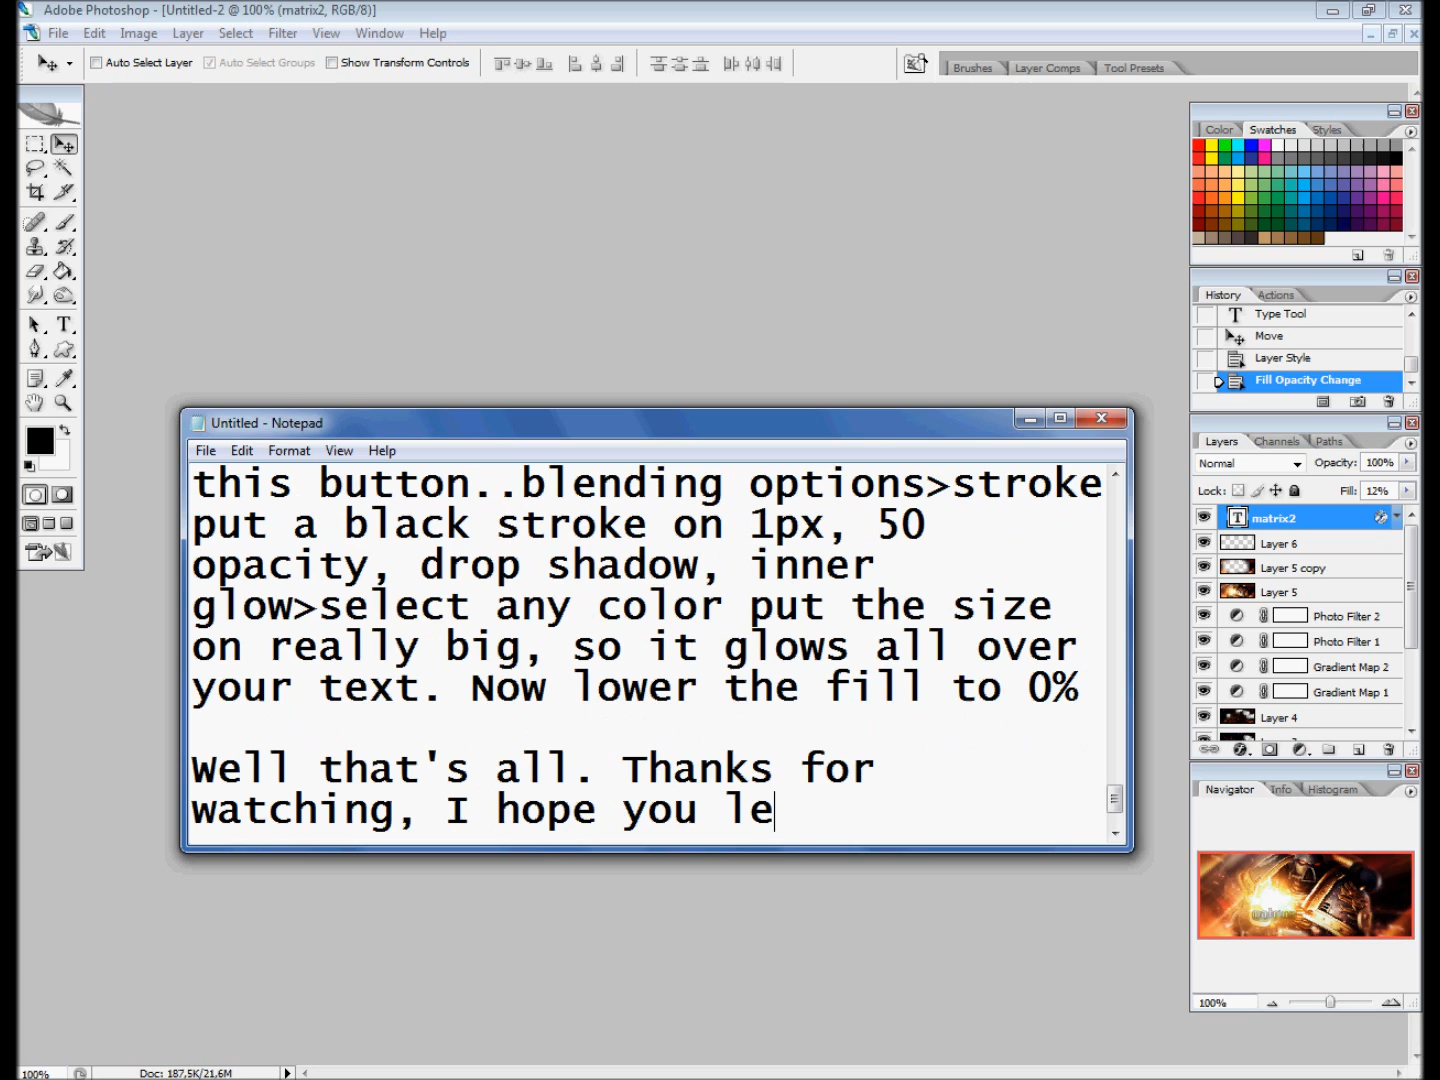 Adobe Photoshop - [Untitled-2 @ 100% (matrix2, RGB/8)]
File Edit Image Layer Select Filter View Window Help
Auto Select Layer Auto Select Groups Show Transform Controls
Brushes Layer Comps Tool Presets
Color Swatches Styles
History Actions
Type Tool
Move
Layer Style
Fill Opacity Change
Untitled - Notepad
File Edit Format View Help
this button..blending options>stroke
put a black stroke on 1px, 50
opacity, drop shadow, inner
glow>select any color put the size
on really big, so it glows all over
your text. Now lower the fill to 0%
Well that's all. Thanks for
watching, I hope you le
Layers Channels Paths
Normal Opacity: 100%
Lock: Fill: 12%
T matrix2
Layer 6
Layer 5 copy
Layer 5
Photo Filter 2
Photo Filter 1
Gradient Map 2
Gradient Map 1
Layer 4
Navigator Info Histogram
100%
100% Doc: 187,5K/21,6M